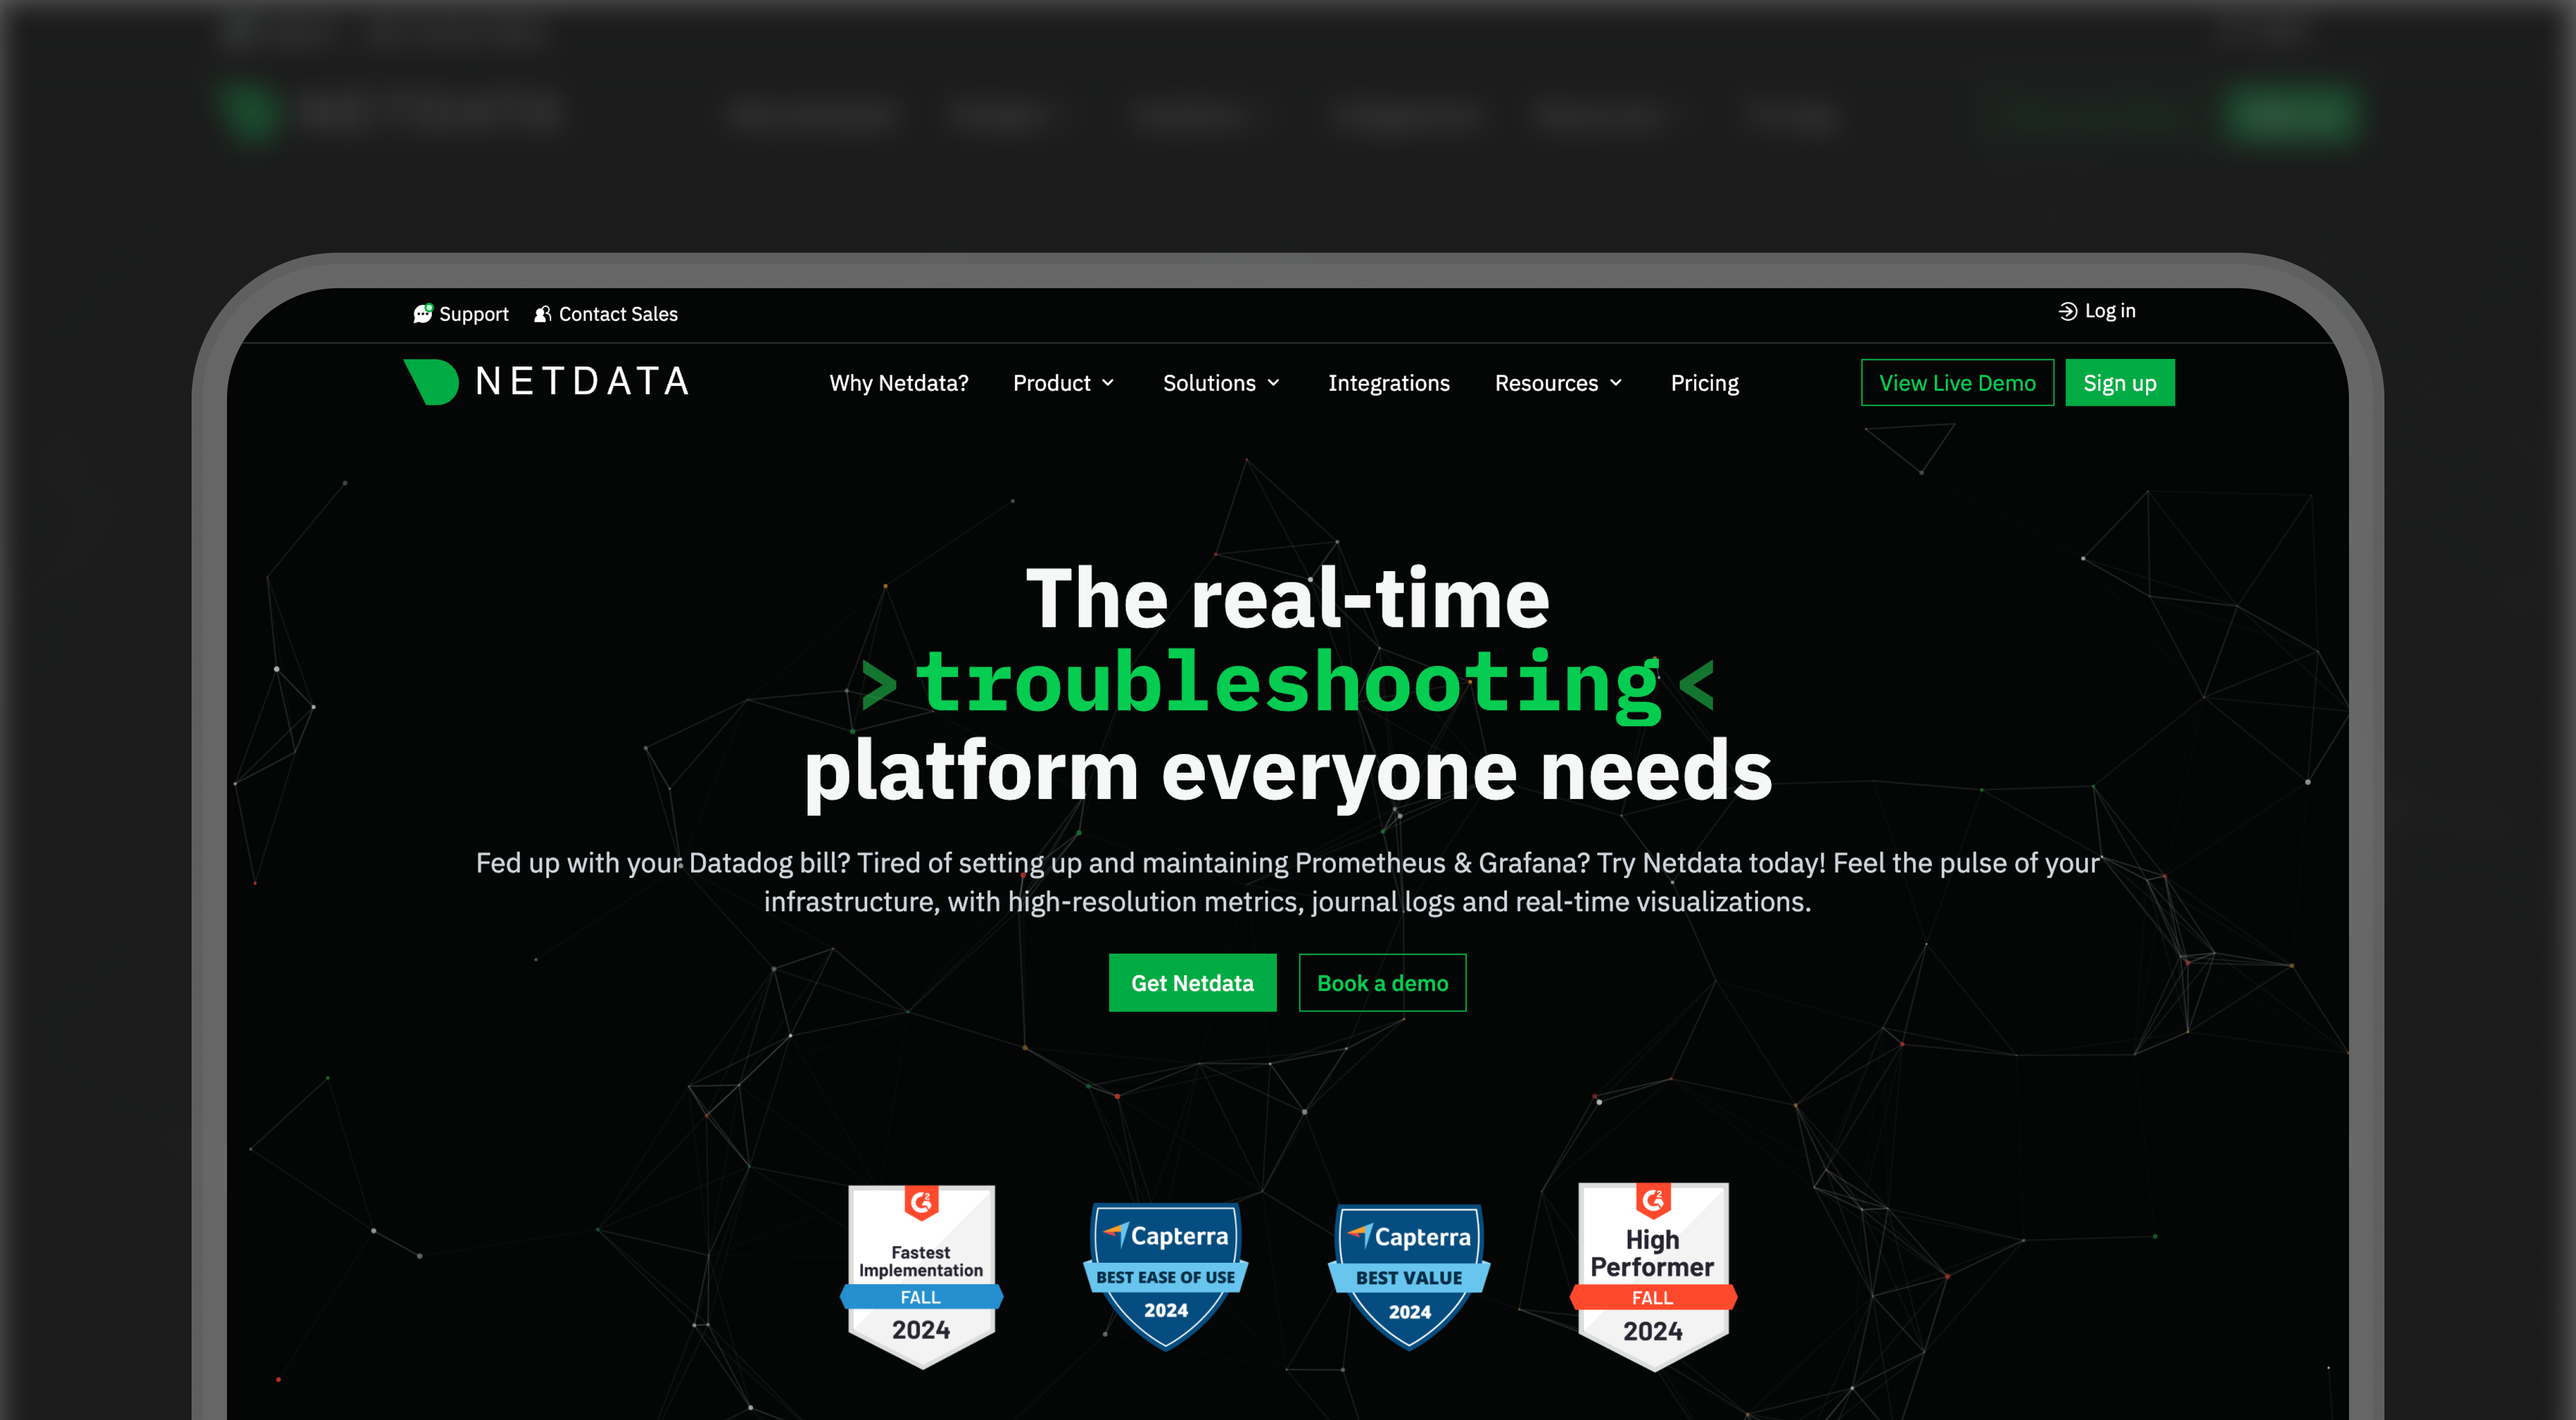 Support Contact Sales Log in
NETDATA Why Netdata? Product Solutions Integrations Resources Pricing View Live Demo Sign up
The real-time
>troubleshooting<
platform everyone needs
Fed up with your Datadog bill? Tired of setting up and maintaining Prometheus & Grafana? Try Netdata today! Feel the pulse of your
infrastructure, with high-resolution metrics, journal logs and real-time visualizations.
Get Netdata Book a demo
G2
Fastest
Implementation
FALL
2024
Capterra
BEST EASE OF USE
2024
Capterra
BEST VALUE
2024
G2
High
Performer
FALL
2024